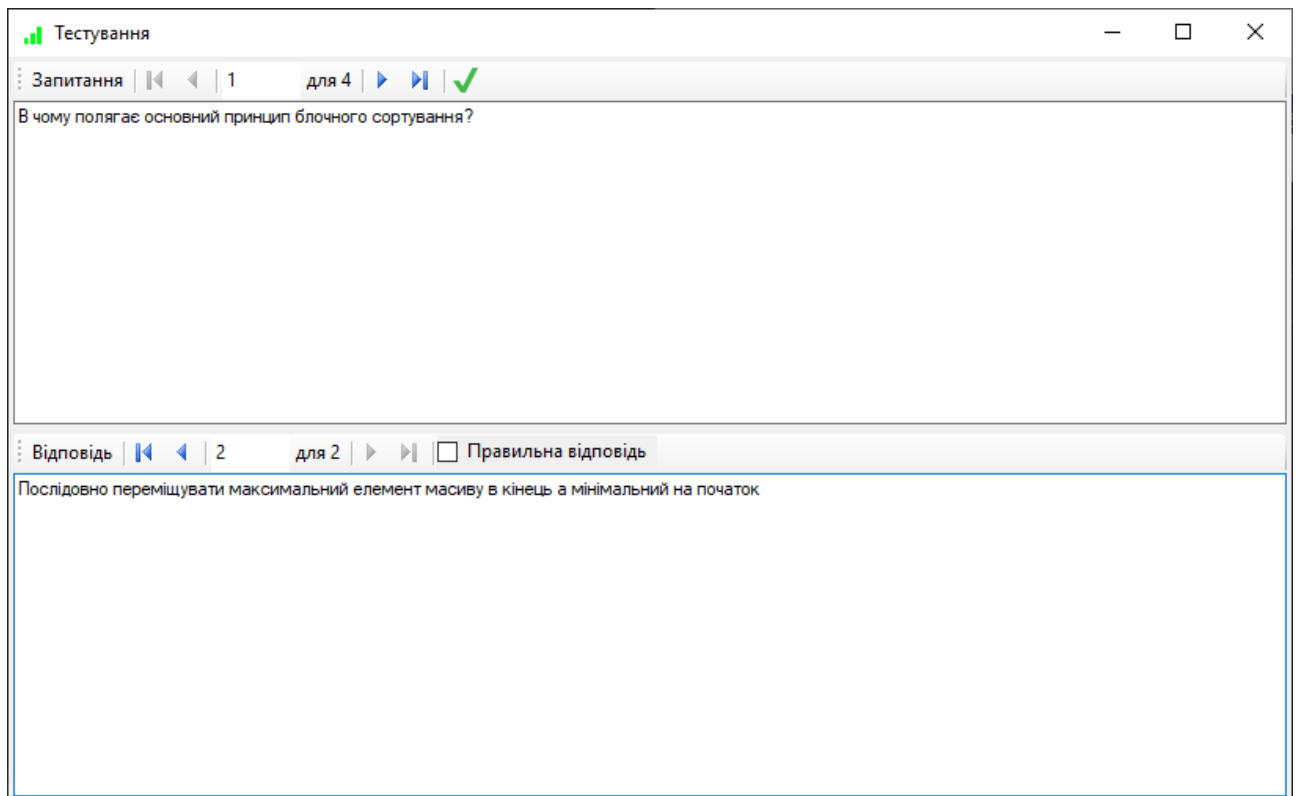 Тестування
Запитання 1 для 4
В чому полягає основний принцип блочного сортування?
Відповідь 2 для 2 Правильна відповідь
Послідовно переміщувати максимальний елемент масиву в кінець а мінімальний на початок